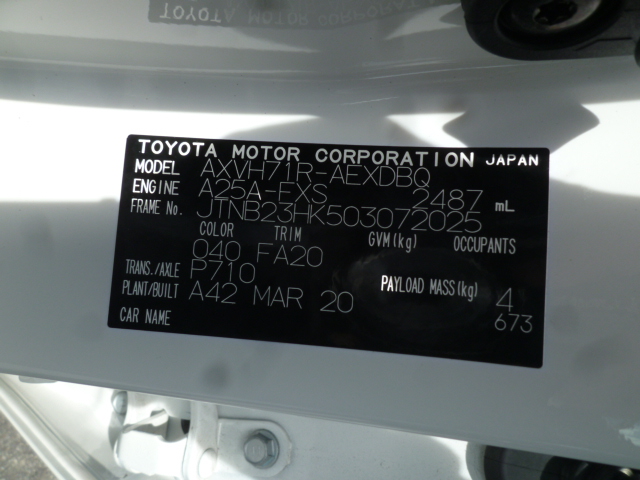 TOYOTA MOTOR CORPORATION JAPAN
MODEL AXVH71R-AEXDBQ
ENGINE A25A-FXS 2487 mL
FRAME No. JTNB23HK503072025
COLOR TRIM GVM(kg) OCCUPANTS
040 FA20
TRANS./AXLE P710 PAYLOAD MASS(kg) 4
PLANT/BUILT A42 MAR 20 673
CAR NAME